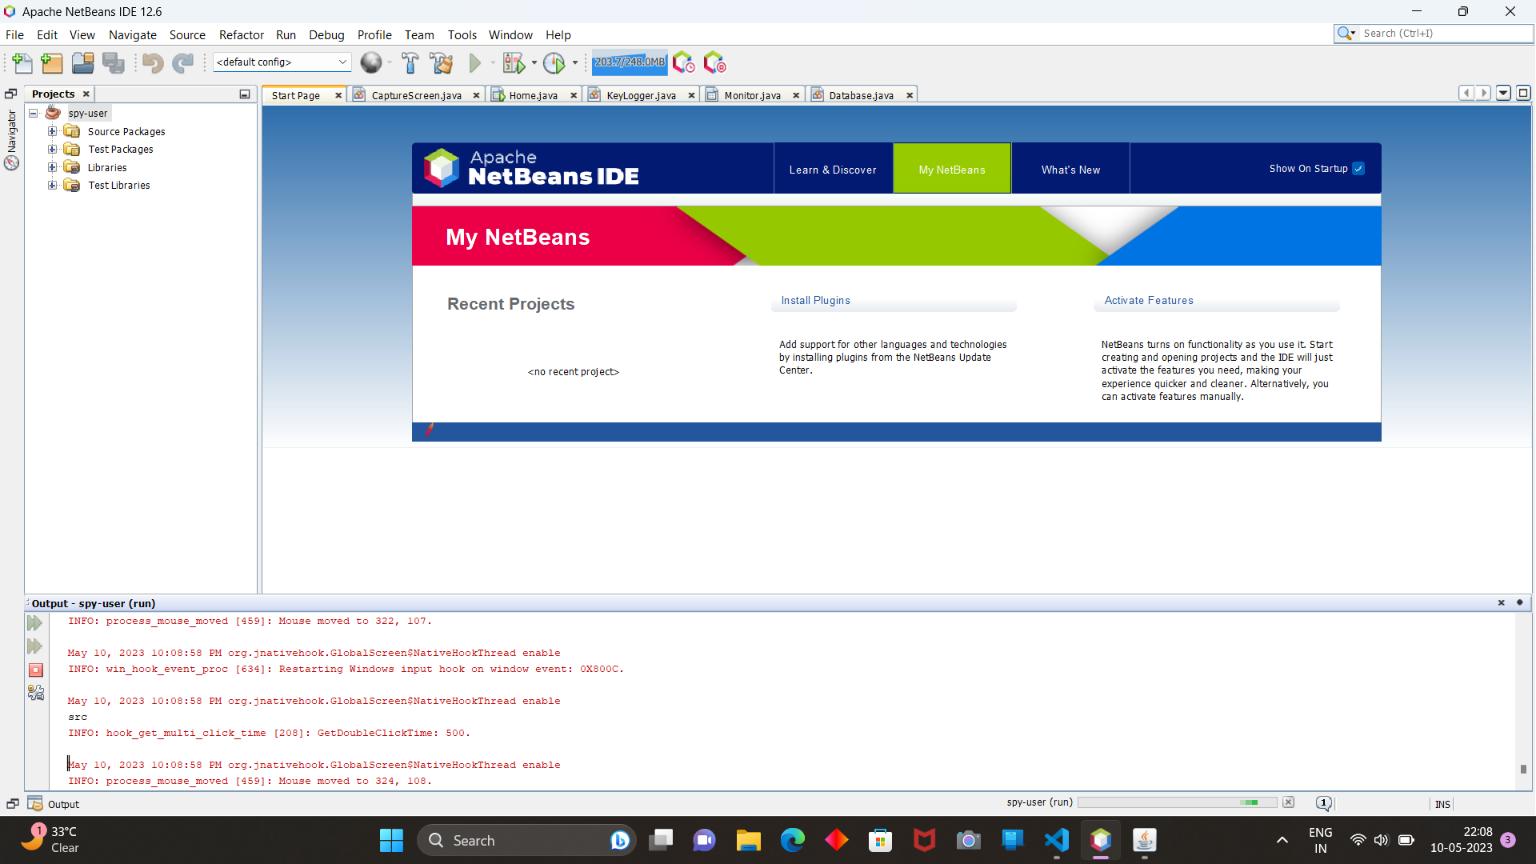 Apache NetBeans IDE 12.6
File Edit View Navigate Source Refactor Run Debug Profile Team Tools Window Help
Search (Ctrl+I)
<default config>
203.7/248.0MB
Projects
Start Page CaptureScreen.java Home.java KeyLogger.java Monitor.java Database.java
Navigator
spy-user
Source Packages
Test Packages
Libraries
Test Libraries
Apache
NetBeans IDE
Learn & Discover
My NetBeans
What's New
Show On Startup
My NetBeans
Recent Projects
<no recent project>
Install Plugins
Add support for other languages and technologies
by installing plugins from the NetBeans Update
Center.
Activate Features
NetBeans turns on functionality as you use it. Start
creating and opening projects and the IDE will just
activate the features you need, making your
experience quicker and cleaner. Alternatively, you
can activate features manually.
Output - spy-user (run)
INFO: process_mouse_moved [459]: Mouse moved to 322, 107.
May 10, 2023 10:08:58 PM org.jnativehook.GlobalScreen$NativeHookThread enable
INFO: win_hook_event_proc [634]: Restarting Windows input hook on window event: 0X800C.
May 10, 2023 10:08:58 PM org.jnativehook.GlobalScreen$NativeHookThread enable
src
INFO: hook_get_multi_click_time [208]: GetDoubleClickTime: 500.
May 10, 2023 10:08:58 PM org.jnativehook.GlobalScreen$NativeHookThread enable
INFO: process_mouse_moved [459]: Mouse moved to 324, 108.
Output
spy-user (run)
1
INS
1
33°C
Clear
Search
ENG
IN
22:08
10-05-2023
3